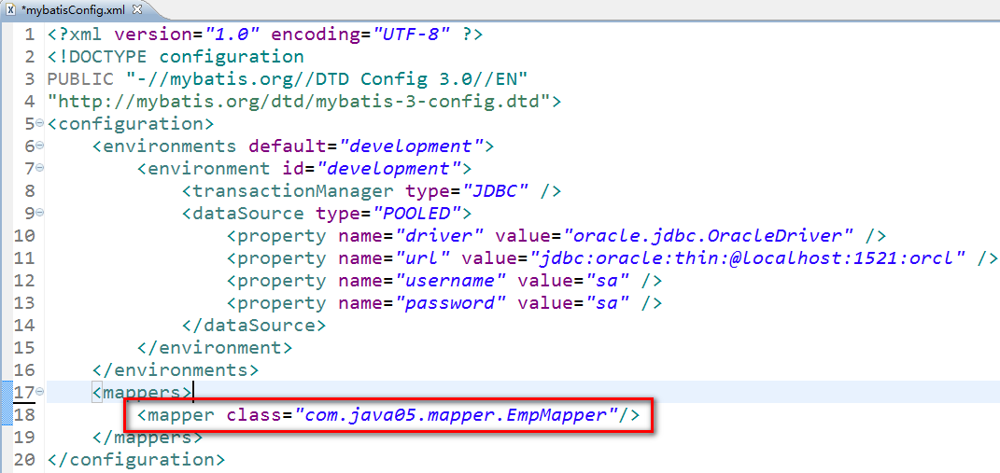 *mybatisConfig.xml
1 <?xml version="1.0" encoding="UTF-8" ?>
2 <!DOCTYPE configuration
3 PUBLIC "-//mybatis.org//DTD Config 3.0//EN"
4 "http://mybatis.org/dtd/mybatis-3-config.dtd">
5 <configuration>
6     <environments default="development">
7         <environment id="development">
8             <transactionManager type="JDBC" />
9             <dataSource type="POOLED">
10                 <property name="driver" value="oracle.jdbc.OracleDriver" />
11                 <property name="url" value="jdbc:oracle:thin:@localhost:1521:orcl" />
12                 <property name="username" value="sa" />
13                 <property name="password" value="sa" />
14             </dataSource>
15         </environment>
16     </environments>
17     <mappers>
18         <mapper class="com.java05.mapper.EmpMapper"/>
19     </mappers>
20 </configuration>